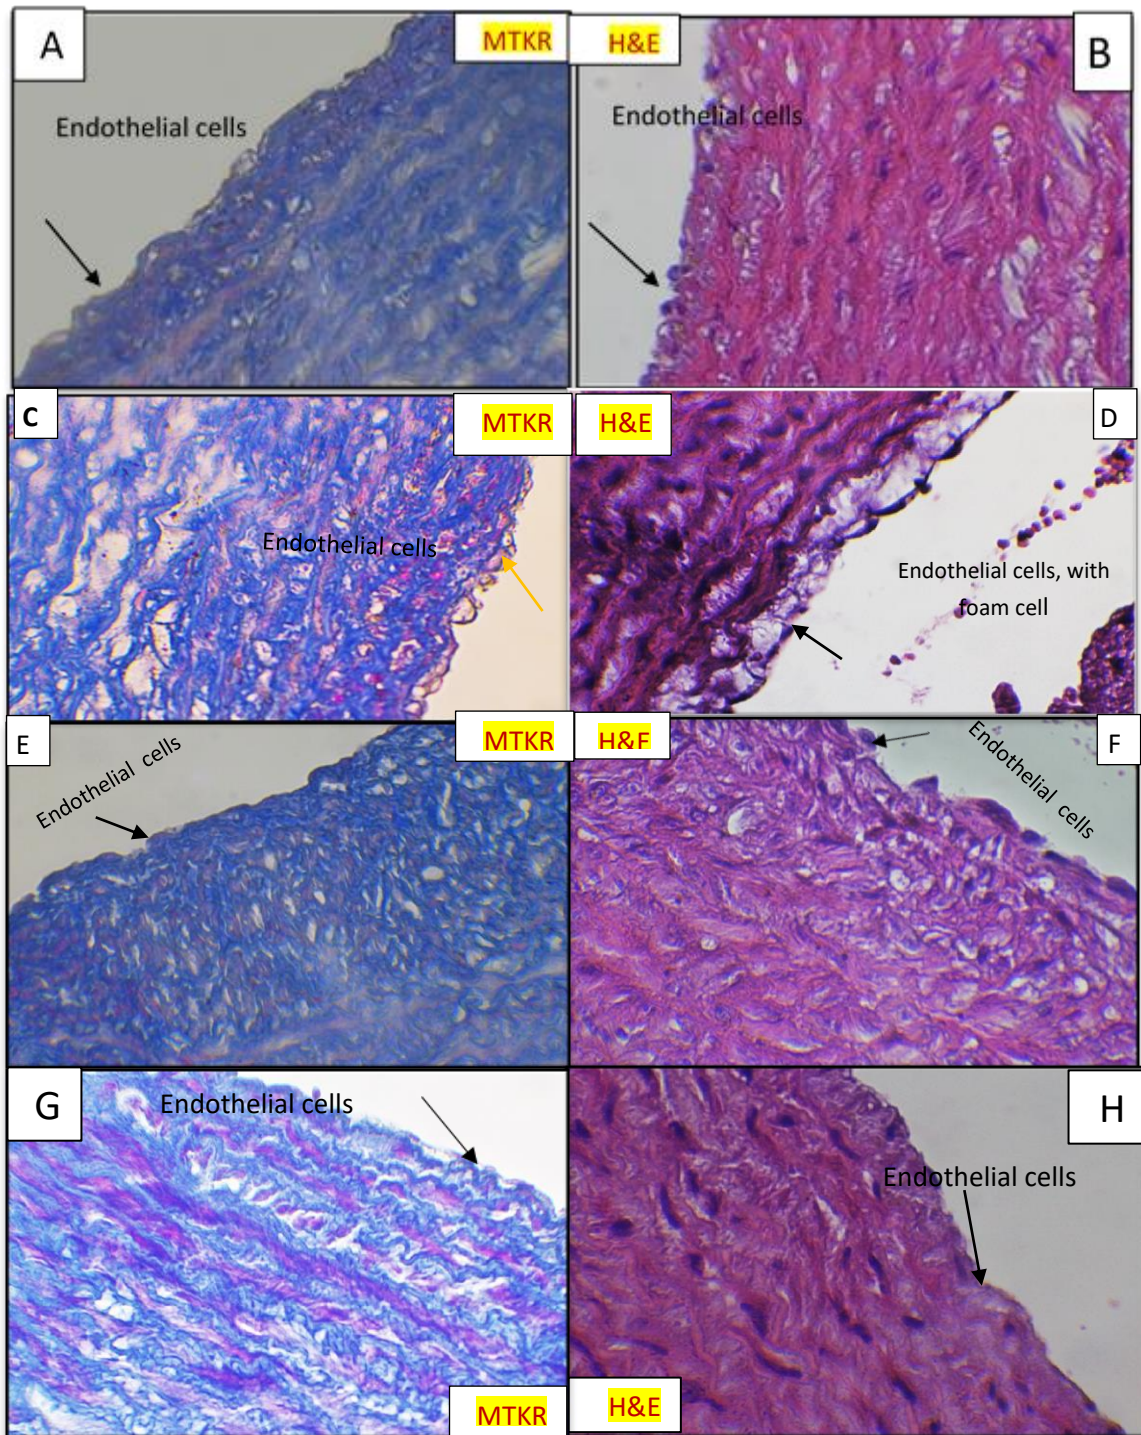 A
MTKR
H&E
B
Endothelial cells
Endothelial cells
C
MTKR
H&E
D
Endothelial cells
Endothelial cells, with
foam cell
E
MTKR
H&E
F
Endothelial cells
Endothelial cells
G
Endothelial cells
H
Endothelial cells
MTKR
H&E